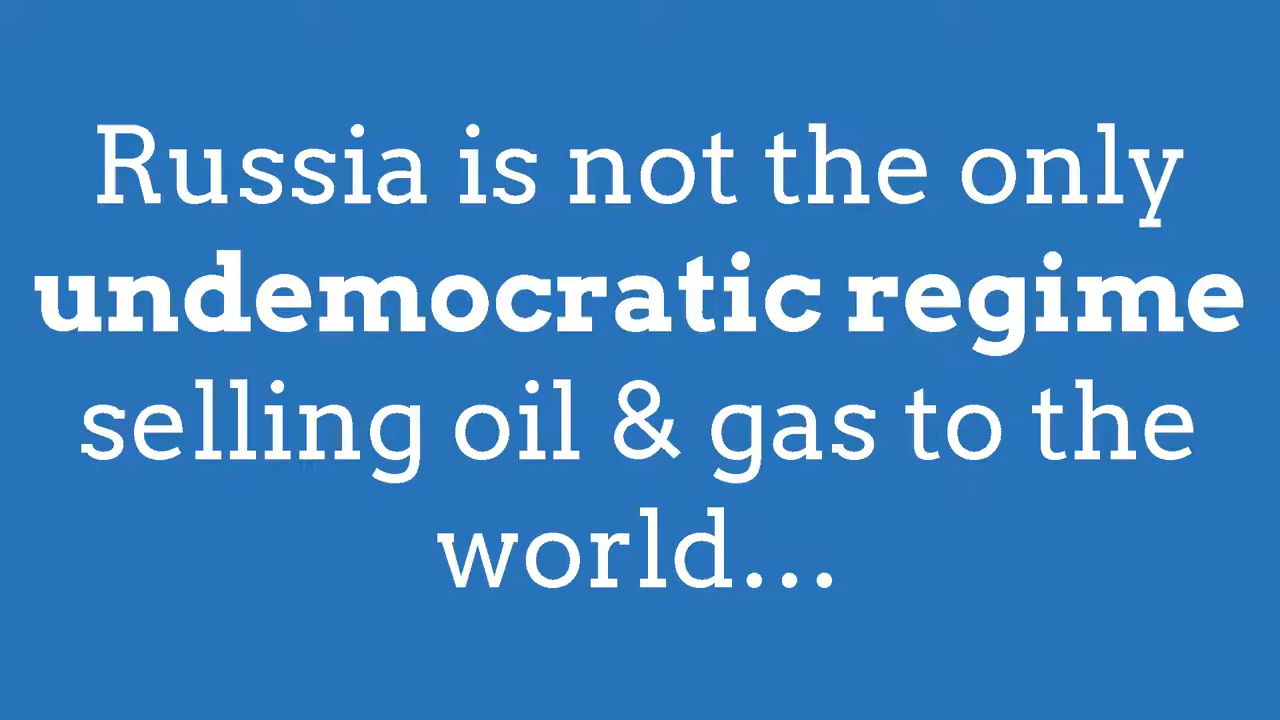 Russia is not the only
undemocratic regime
selling oil & gas to the
world...